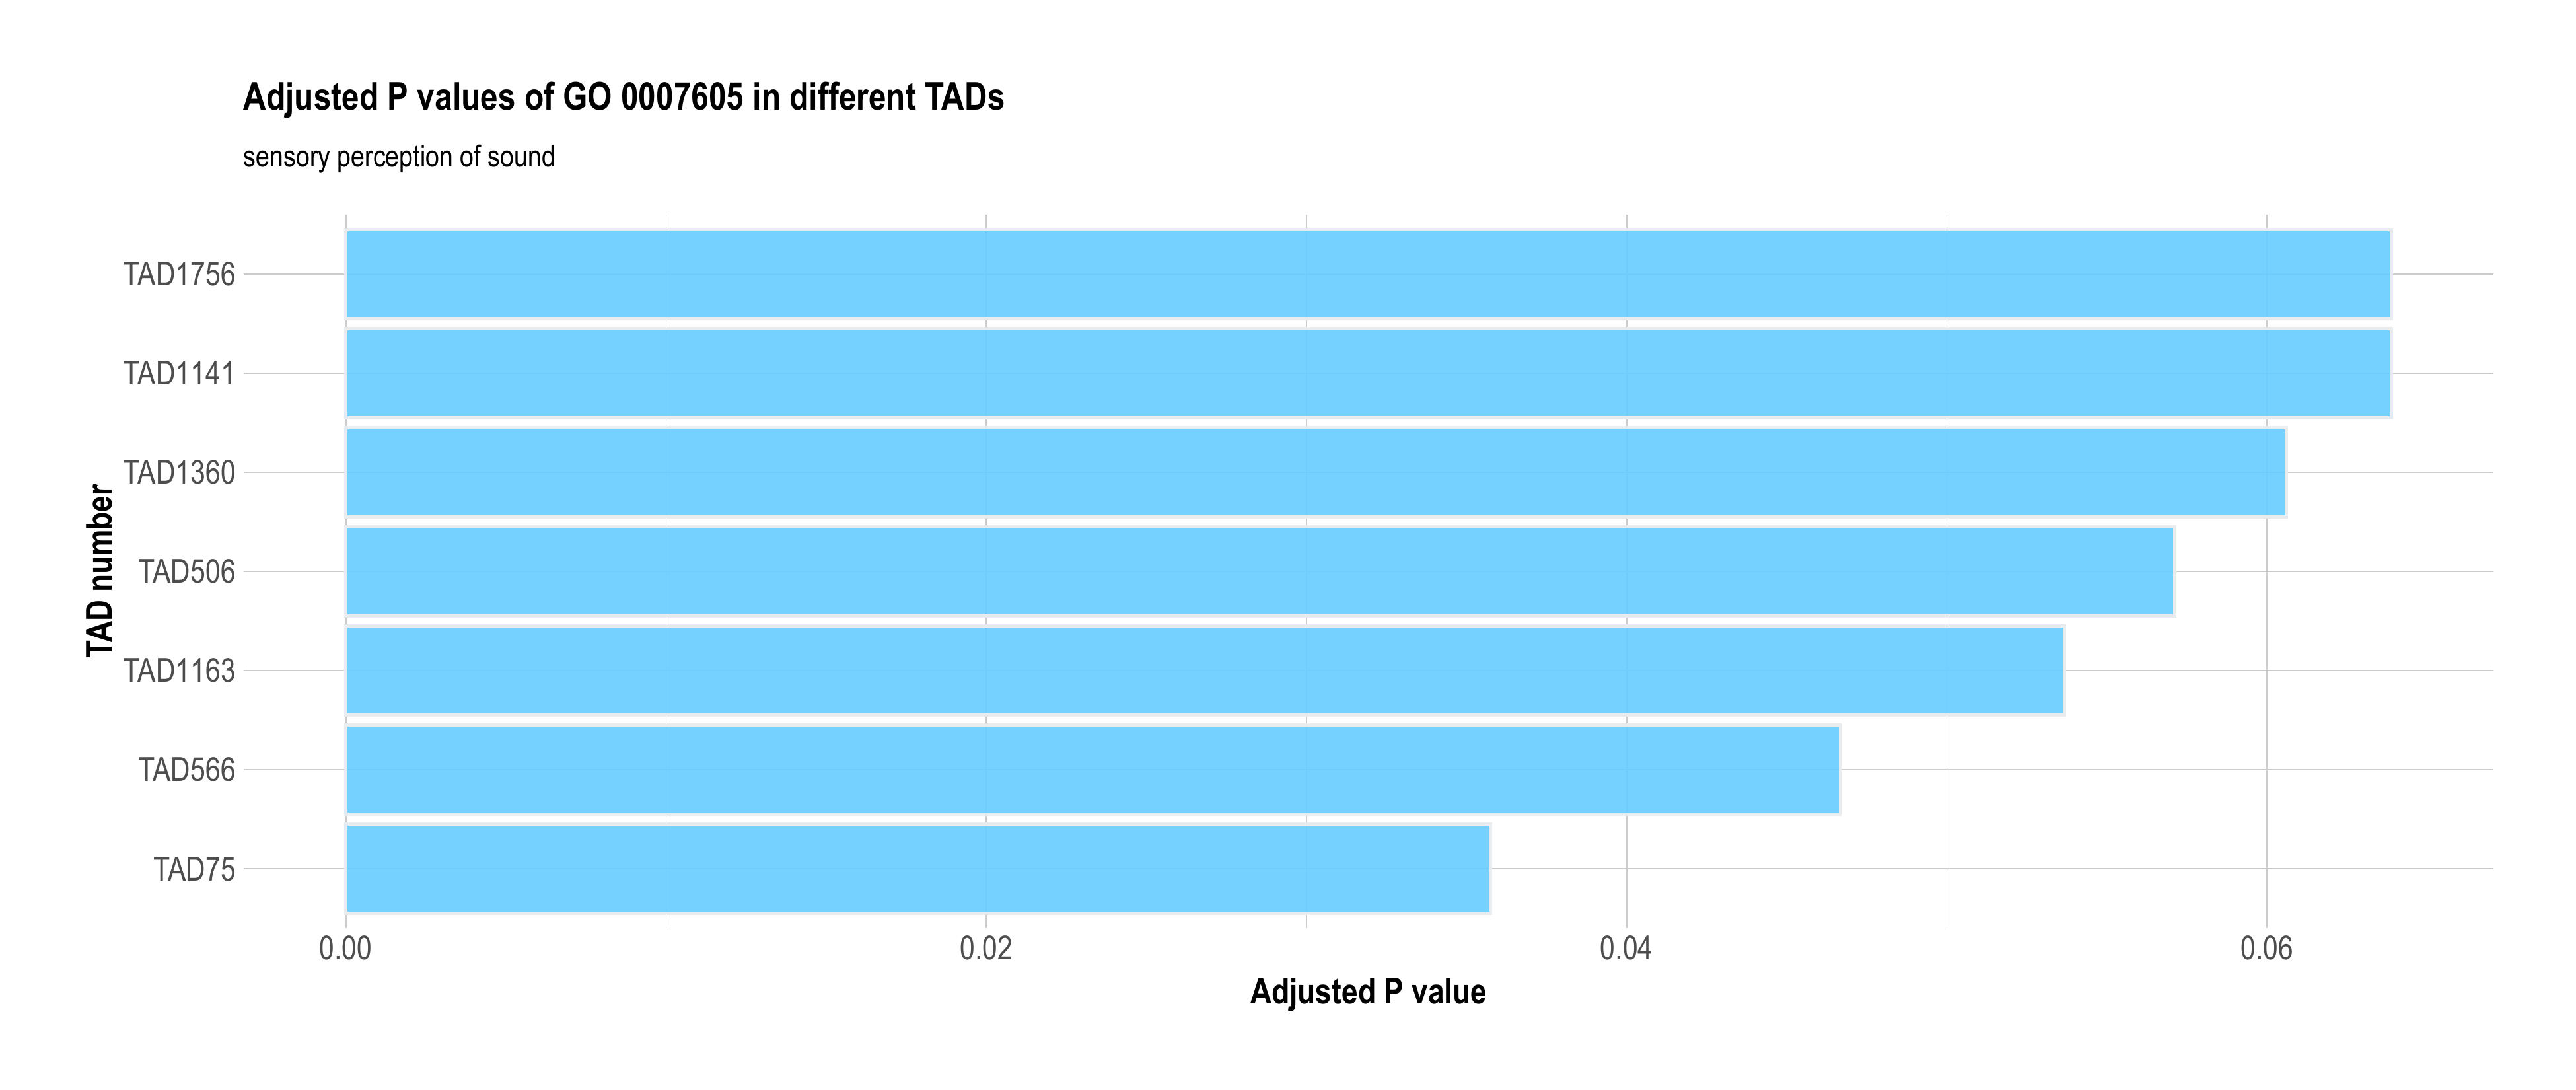 Adjusted P values of GO 0007605 in different TADs
sensory perception of sound
TAD1756
TAD1141
TAD1360
TAD506
TAD1163
TAD566
TAD75
TAD number
0.00 0.02 0.04 0.06
Adjusted P value